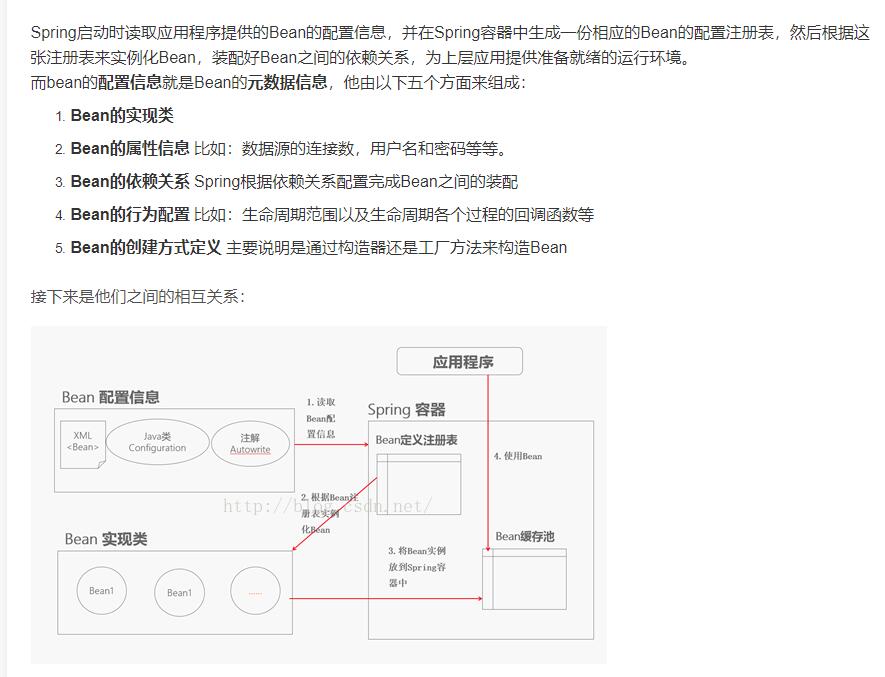 Spring启动时读取应用程序提供的Bean的配置信息，并在Spring容器中生成一份相应的Bean的配置注册表，然后根据这
张注册表来实例化Bean，装配好Bean之间的依赖关系，为上层应用提供准备就绪的运行环境。
而bean的配置信息就是Bean的元数据信息，他由以下五个方面来组成：
1. Bean的实现类
2. Bean的属性信息 比如：数据源的连接数，用户名和密码等等。
3. Bean的依赖关系 Spring根据依赖关系配置完成Bean之间的装配
4. Bean的行为配置 比如：生命周期范围以及生命周期各个过程的回调函数等
5. Bean的创建方式定义 主要说明是通过构造器还是工厂方法来构造Bean
接下来是他们之间的相互关系：
应用程序
Bean 配置信息
XML
<Bean>
Java类
Configuration
注解
Autowrite
1.读取
Bean配
置信息
Spring 容器
Bean定义注册表
4.使用Bean
2.根据Bean注
册表实例
化Bean
http://blog.csdn.net/
Bean 实现类
Bean1
Bean1
......
3.将Bean实例
放到Spring容
器中
Bean缓存池